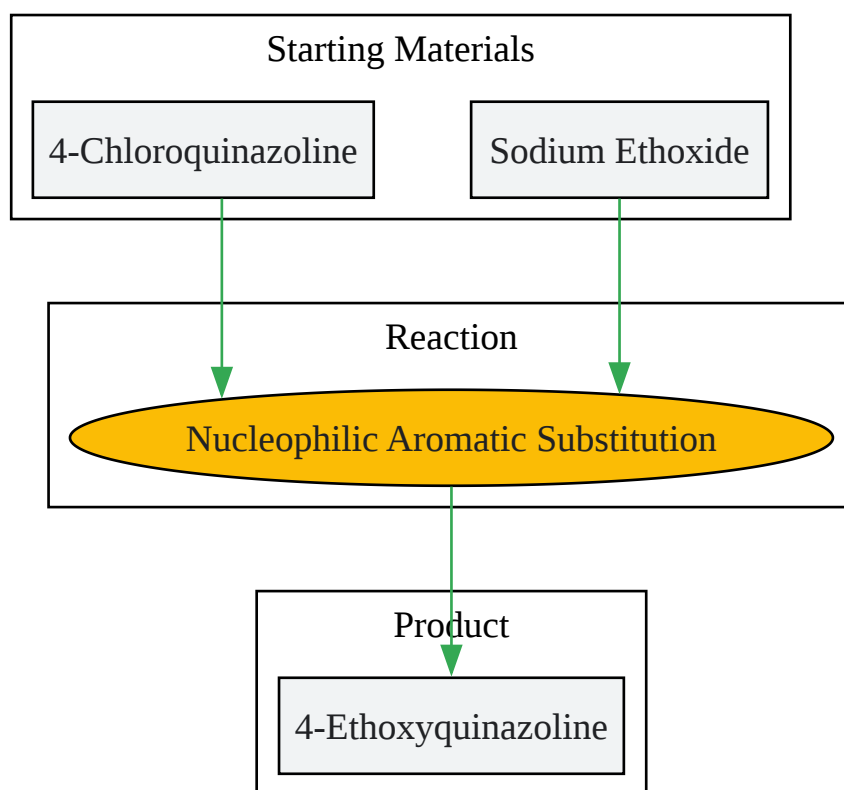 Starting Materials
4-Chloroquinazoline
Sodium Ethoxide
Reaction
Nucleophilic Aromatic Substitution
Product
4-Ethoxyquinazoline